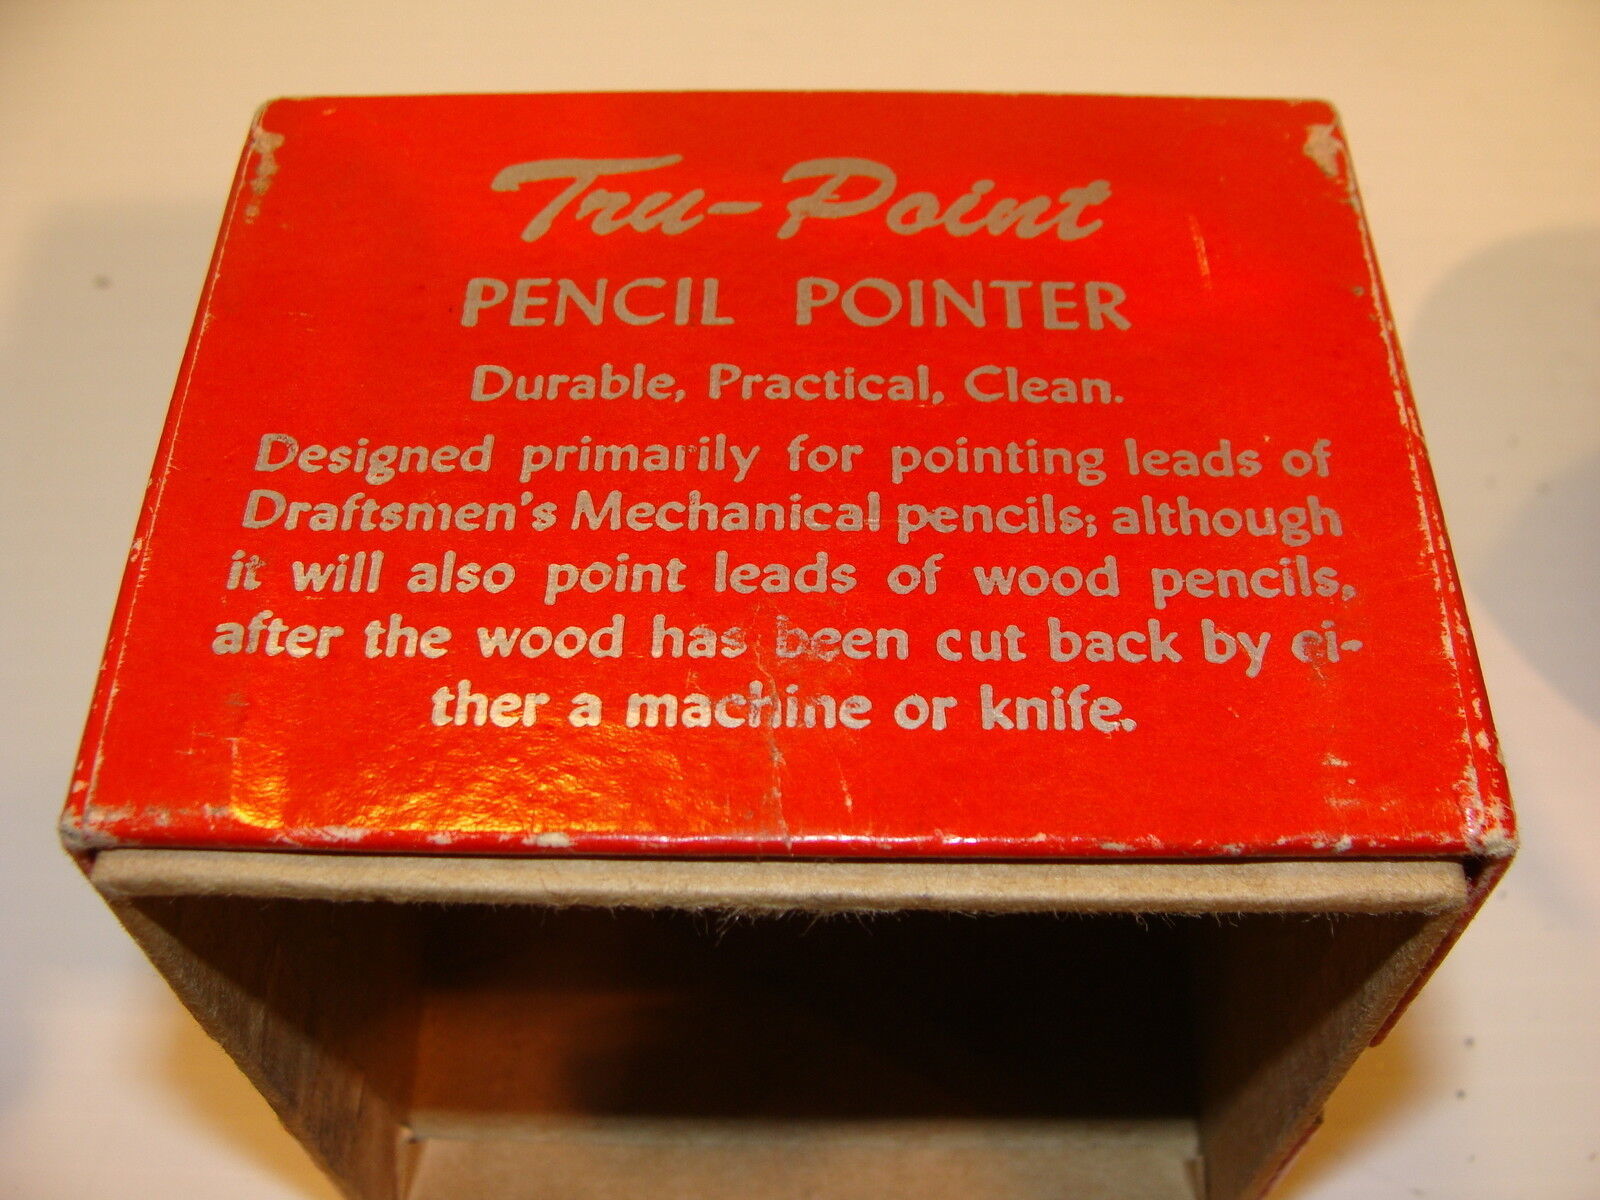 Tru-Point
PENCIL POINTER
Durable, Practical, Clean.
Designed primarily for pointing leads of
Draftsmen's Mechanical pencils; although
it will also point leads of wood pencils,
after the wood has been cut back by ei-
ther a machine or knife.